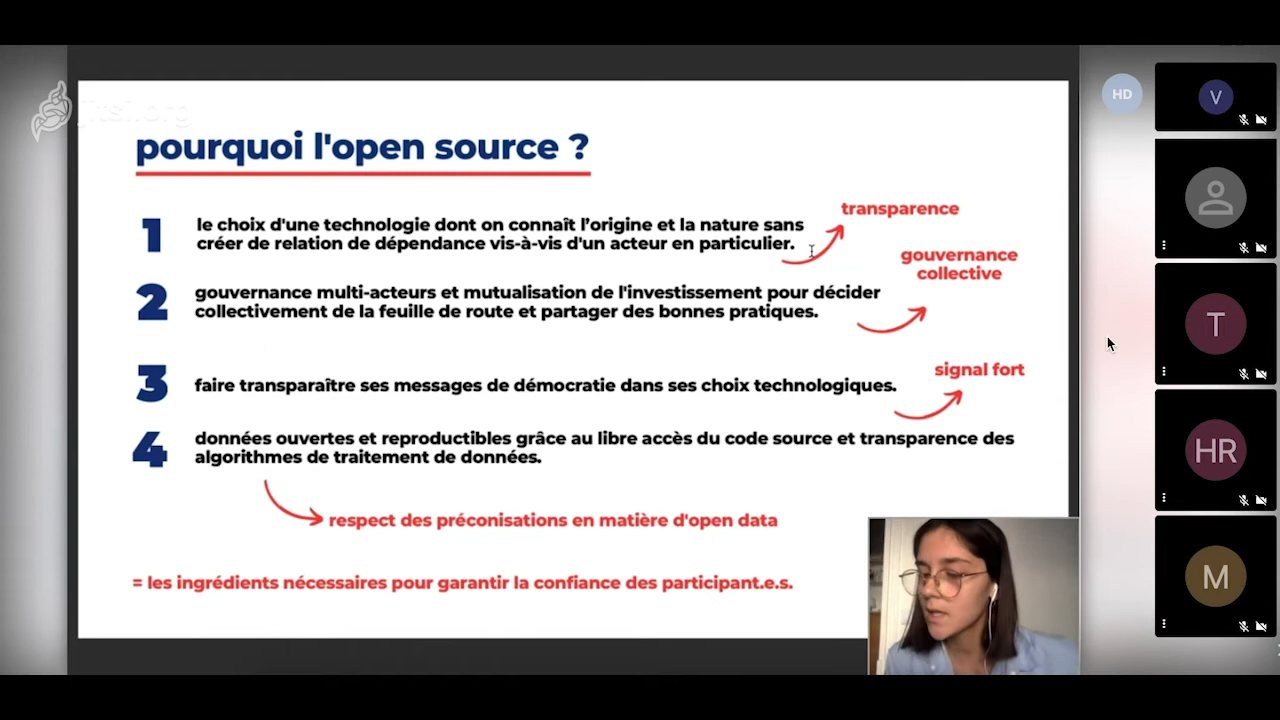 jitsi.org
pourquoi l'open source ?
1
le choix d'une technologie dont on connaît l’origine et la nature sans
créer de relation de dépendance vis-à-vis d'un acteur en particulier.
transparence
2
gouvernance multi-acteurs et mutualisation de l'investissement pour décider
collectivement de la feuille de route et partager des bonnes pratiques.
gouvernance
collective
3
faire transparaître ses messages de démocratie dans ses choix technologiques.
signal fort
4
données ouvertes et reproductibles grâce au libre accès du code source et transparence des
algorithmes de traitement de données.
respect des préconisations en matière d'open data
= les ingrédients nécessaires pour garantir la confiance des participant.e.s.
HD
V
T
HR
M